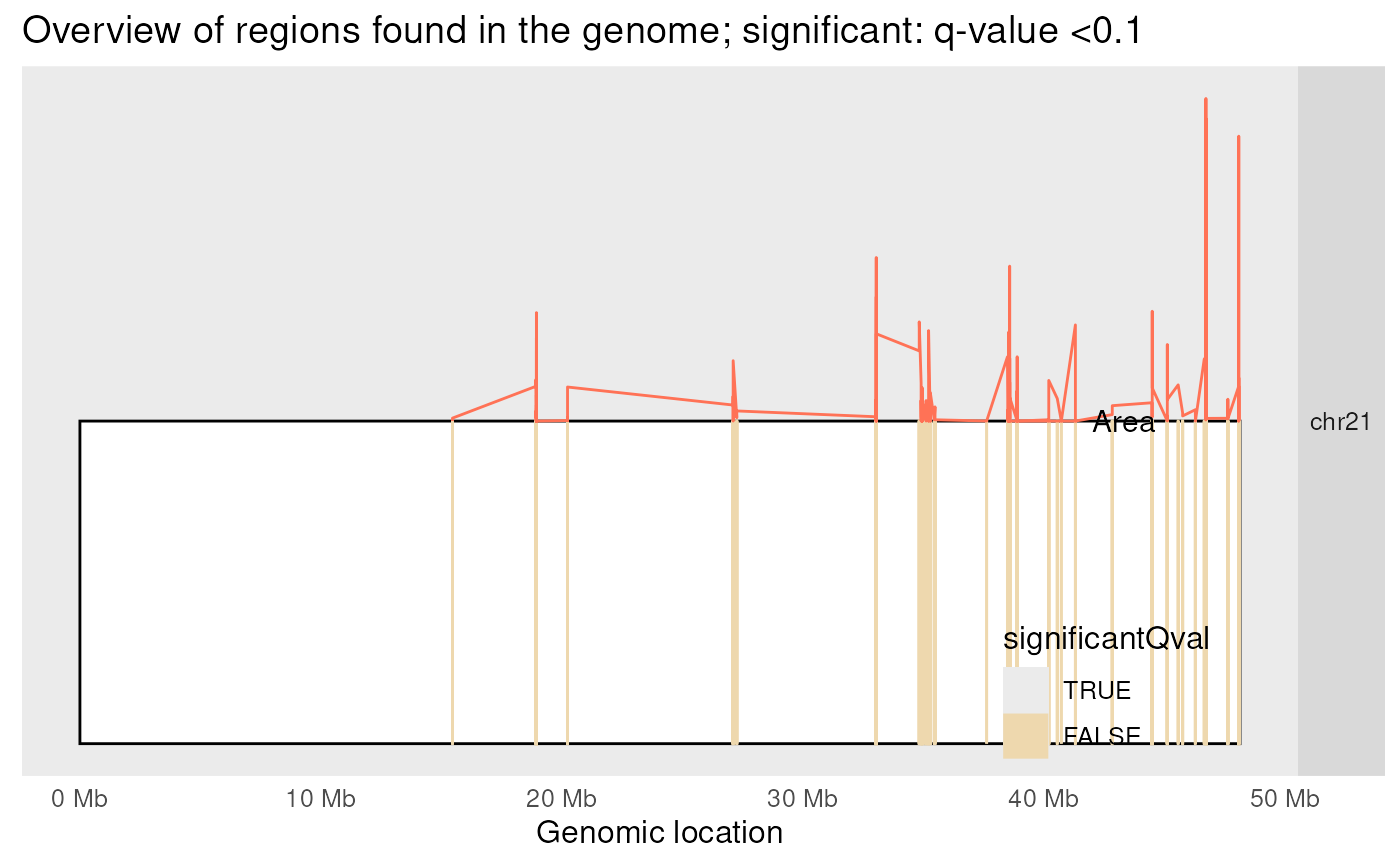 Overview of regions found in the genome; significant: q-value <0.1
Area
chr21
significantQval
TRUE
FALSE
0 Mb 10 Mb 20 Mb 30 Mb 40 Mb 50 Mb
Genomic location